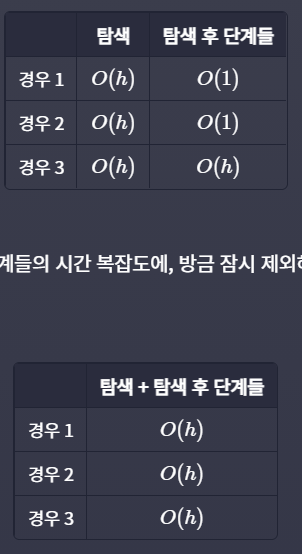 탐색 탐색 후 단계들
경우 1 O(h) O(1)
경우 2 O(h) O(1)
경우 3 O(h) O(h)
계들의 시간 복잡도에, 방금 잠시 제외
탐색 + 탐색 후 단계들
경우 1 O(h)
경우 2 O(h)
경우 3 O(h)